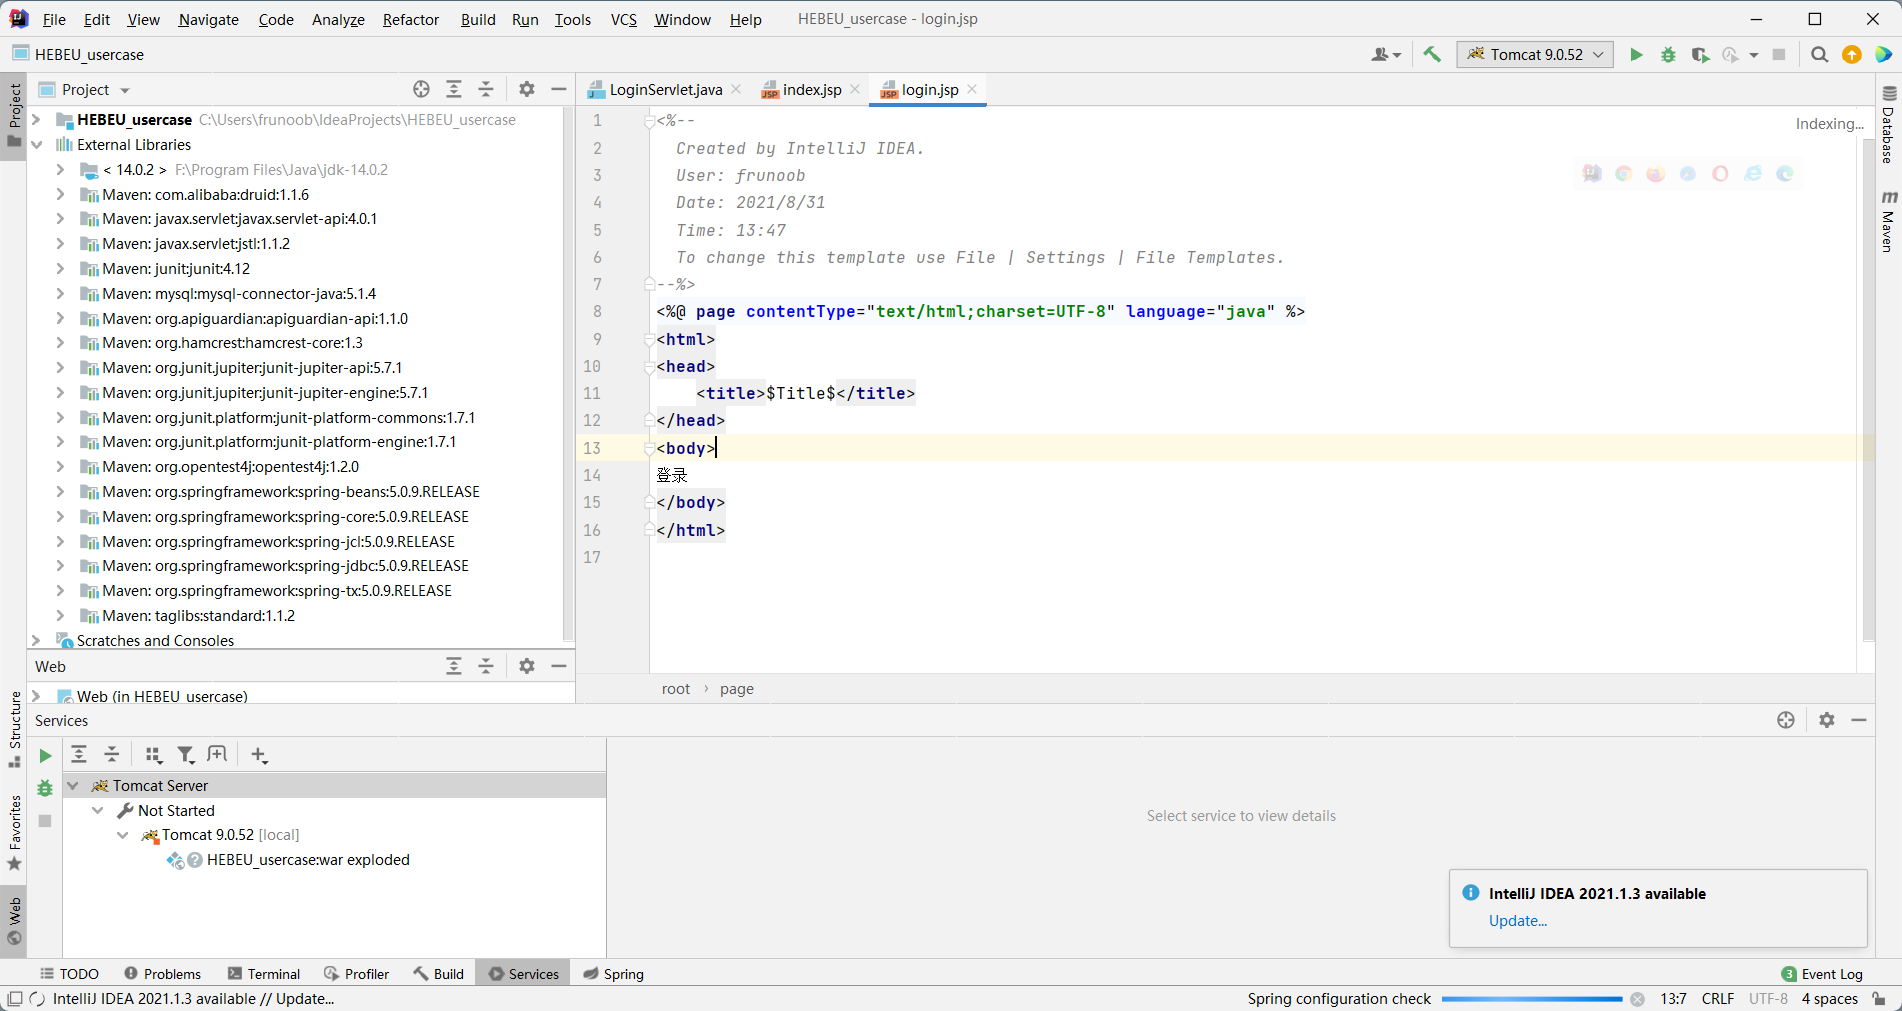 File Edit View Navigate Code Analyze Refactor Build Run Tools VCS Window Help HEBEU_usercase - login.jsp
HEBEU_usercase
Tomcat 9.0.52
Project
LoginServlet.java
index.jsp
login.jsp
Project
Structure
Favorites
Web
HEBEU_usercase C:\Users\frunoob\IdeaProjects\HEBEU_usercase
External Libraries
< 14.0.2 > F:\Program Files\Java\jdk-14.0.2
Maven: com.alibaba:druid:1.1.6
Maven: javax.servlet:javax.servlet-api:4.0.1
Maven: javax.servlet:jstl:1.1.2
Maven: junit:junit:4.12
Maven: mysql:mysql-connector-java:5.1.4
Maven: org.apiguardian:apiguardian-api:1.1.0
Maven: org.hamcrest:hamcrest-core:1.3
Maven: org.junit.jupiter:junit-jupiter-api:5.7.1
Maven: org.junit.jupiter:junit-jupiter-engine:5.7.1
Maven: org.junit.platform:junit-platform-commons:1.7.1
Maven: org.junit.platform:junit-platform-engine:1.7.1
Maven: org.opentest4j:opentest4j:1.2.0
Maven: org.springframework:spring-beans:5.0.9.RELEASE
Maven: org.springframework:spring-core:5.0.9.RELEASE
Maven: org.springframework:spring-jcl:5.0.9.RELEASE
Maven: org.springframework:spring-jdbc:5.0.9.RELEASE
Maven: org.springframework:spring-tx:5.0.9.RELEASE
Maven: taglibs:standard:1.1.2
Scratches and Consoles
Web
Web (in HEBEU_usercase)
1 <%--
2 Created by IntelliJ IDEA.
3 User: frunoob
4 Date: 2021/8/31
5 Time: 13:47
6 To change this template use File | Settings | File Templates.
7 --%>
8 <%@ page contentType="text/html;charset=UTF-8" language="java" %>
9 <html>
10 <head>
11 <title>$Title$</title>
12 </head>
13 <body>
14 登录
15 </body>
16 </html>
17
Indexing...
Database
Maven
root › page
Services
Tomcat Server
Not Started
Tomcat 9.0.52 [local]
HEBEU_usercase:war exploded
Select service to view details
IntelliJ IDEA 2021.1.3 available
Update...
TODO Problems Terminal Profiler Build Services Spring
3 Event Log
IntelliJ IDEA 2021.1.3 available // Update...
Spring configuration check
13:7 CRLF UTF-8 4 spaces